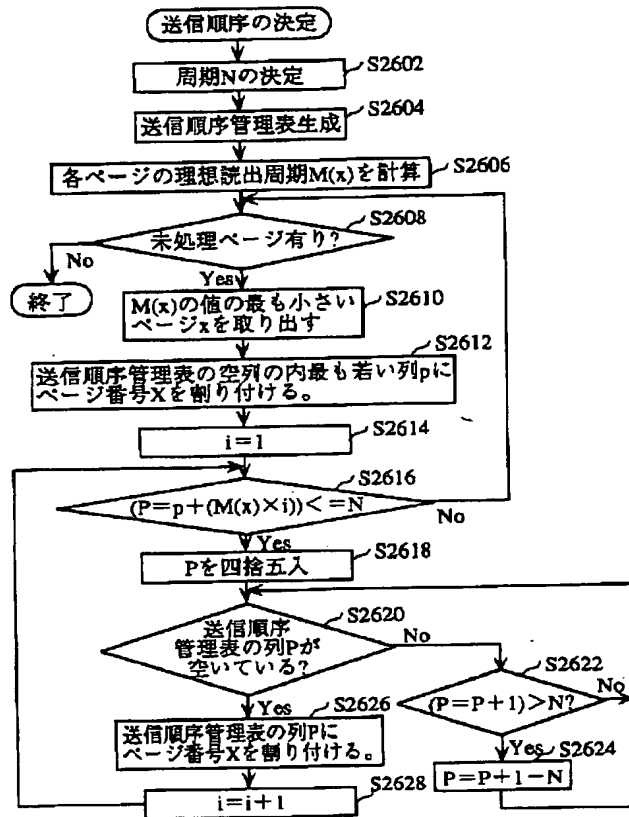 送信順序の決定
周期Nの決定
S2602
送信順序管理表生成
S2604
各ページの理想読出周期M(x)を計算
S2606
未処理ページ有り?
S2608
No
Yes
終了
M(x)の値の最も小さい
ページxを取り出す
S2610
S2612
送信順序管理表の空列の内最も若い列pに
ページ番号Xを割り付ける。
i=1
S2614
S2616
(P=p+(M(x)×i))<=N
No
Yes
Pを四捨五入
S2618
S2620
送信順序
管理表の列Pが
空いている?
No
S2622
(P=P+1)>N?
No
Yes
S2626
送信順序管理表の列Pに
ページ番号Xを割り付ける。
Yes
S2624
P=P+1-N
S2628
i=i+1